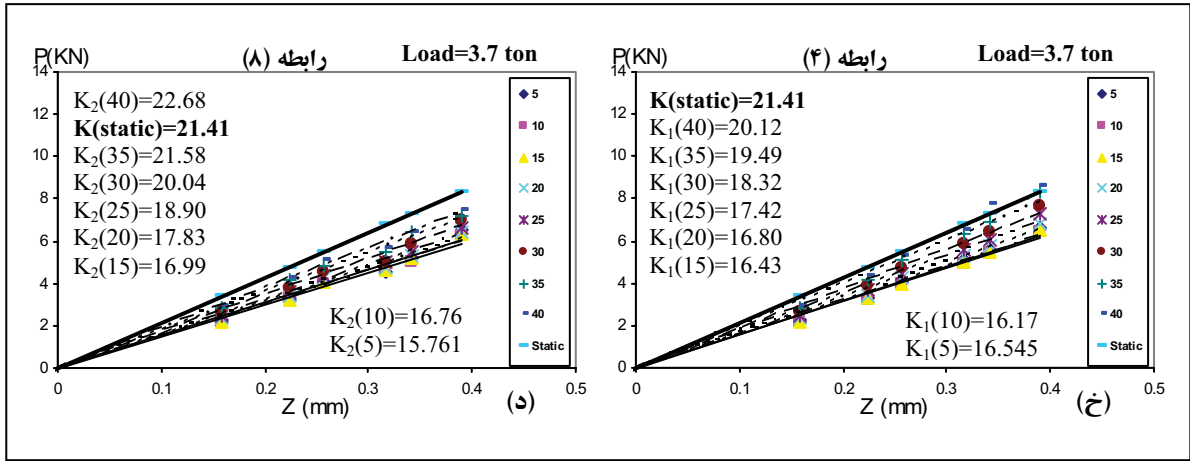 P(KN)
رابطه (۸)
Load=3.7 ton
14
12
10
8
6
4
2
0
K₂(40)=22.68
K(static)=21.41
K₂(35)=21.58
K₂(30)=20.04
K₂(25)=18.90
K₂(20)=17.83
K₂(15)=16.99
K₂(10)=16.76
K₂(5)=15.761
5
10
15
20
25
30
35
40
Static
0
0.1
0.2
0.3
0.4
0.5
Z (mm)
(د)
P(KN)
رابطه (۴)
Load=3.7 ton
14
12
10
8
6
4
2
0
K(static)=21.41
K₁(40)=20.12
K₁(35)=19.49
K₁(30)=18.32
K₁(25)=17.42
K₁(20)=16.80
K₁(15)=16.43
K₁(10)=16.17
K₁(5)=16.545
5
10
15
20
25
30
35
40
Static
0
0.1
0.2
0.3
0.4
0.5
Z (mm)
(خ)